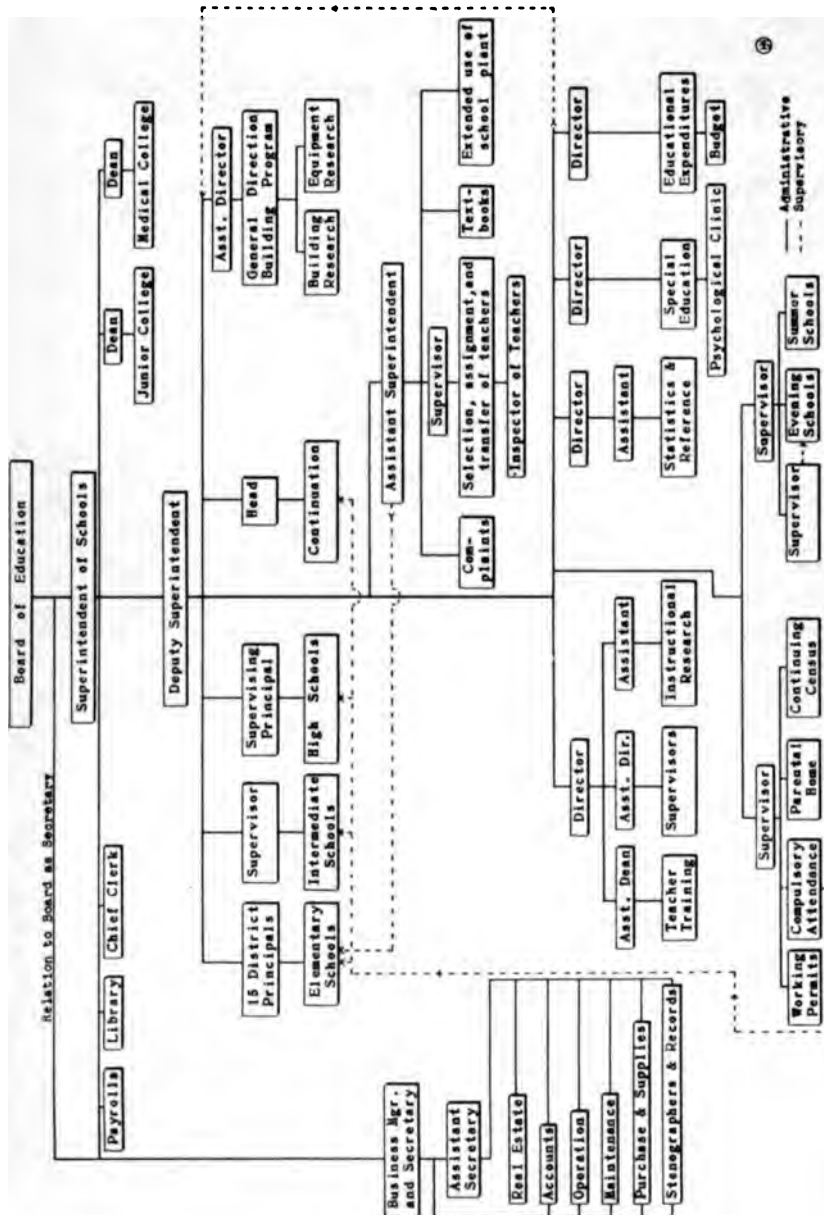 Board of Education
Relation to Board as Secretary
Superintendent of Schools
Payrolls
Library
Chief Clerk
Dean
Junior College
Dean
Medical College
Deputy Superintendent
15 District
Principals
Elementary
Schools
Supervisor
Intermediate
Schools
Supervising
Principal
High Schools
Head
Continuation
Asst. Director
General Direction
Building Program
Building
Research
Equipment
Research
Business Mgr.
and Secretary
Assistant
Secretary
Real Estate
Accounts
Operation
Maintenance
Purchase & Supplies
Stenographers & Records
Assistant Superintendent
Com-
plaints
Supervisor
Selection, assignment, and
transfer of teachers
Inspector of Teachers
Text-
books
Extended use of
school plant
Director
Asst. Dean
Teacher
Training
Asst. Dir.
Supervisors
Assistant
Instructional
Research
Director
Assistant
Statistics &
Reference
Director
Special
Education
Psychological Clinic
Director
Educational
Expenditures
Budget
Supervisor
Working
Permits
Compulsory
Attendance
Parental
Home
Continuing
Census
Supervisor
Supervisor
Evening
Schools
Summer
Schools
Administrative
Supervisory